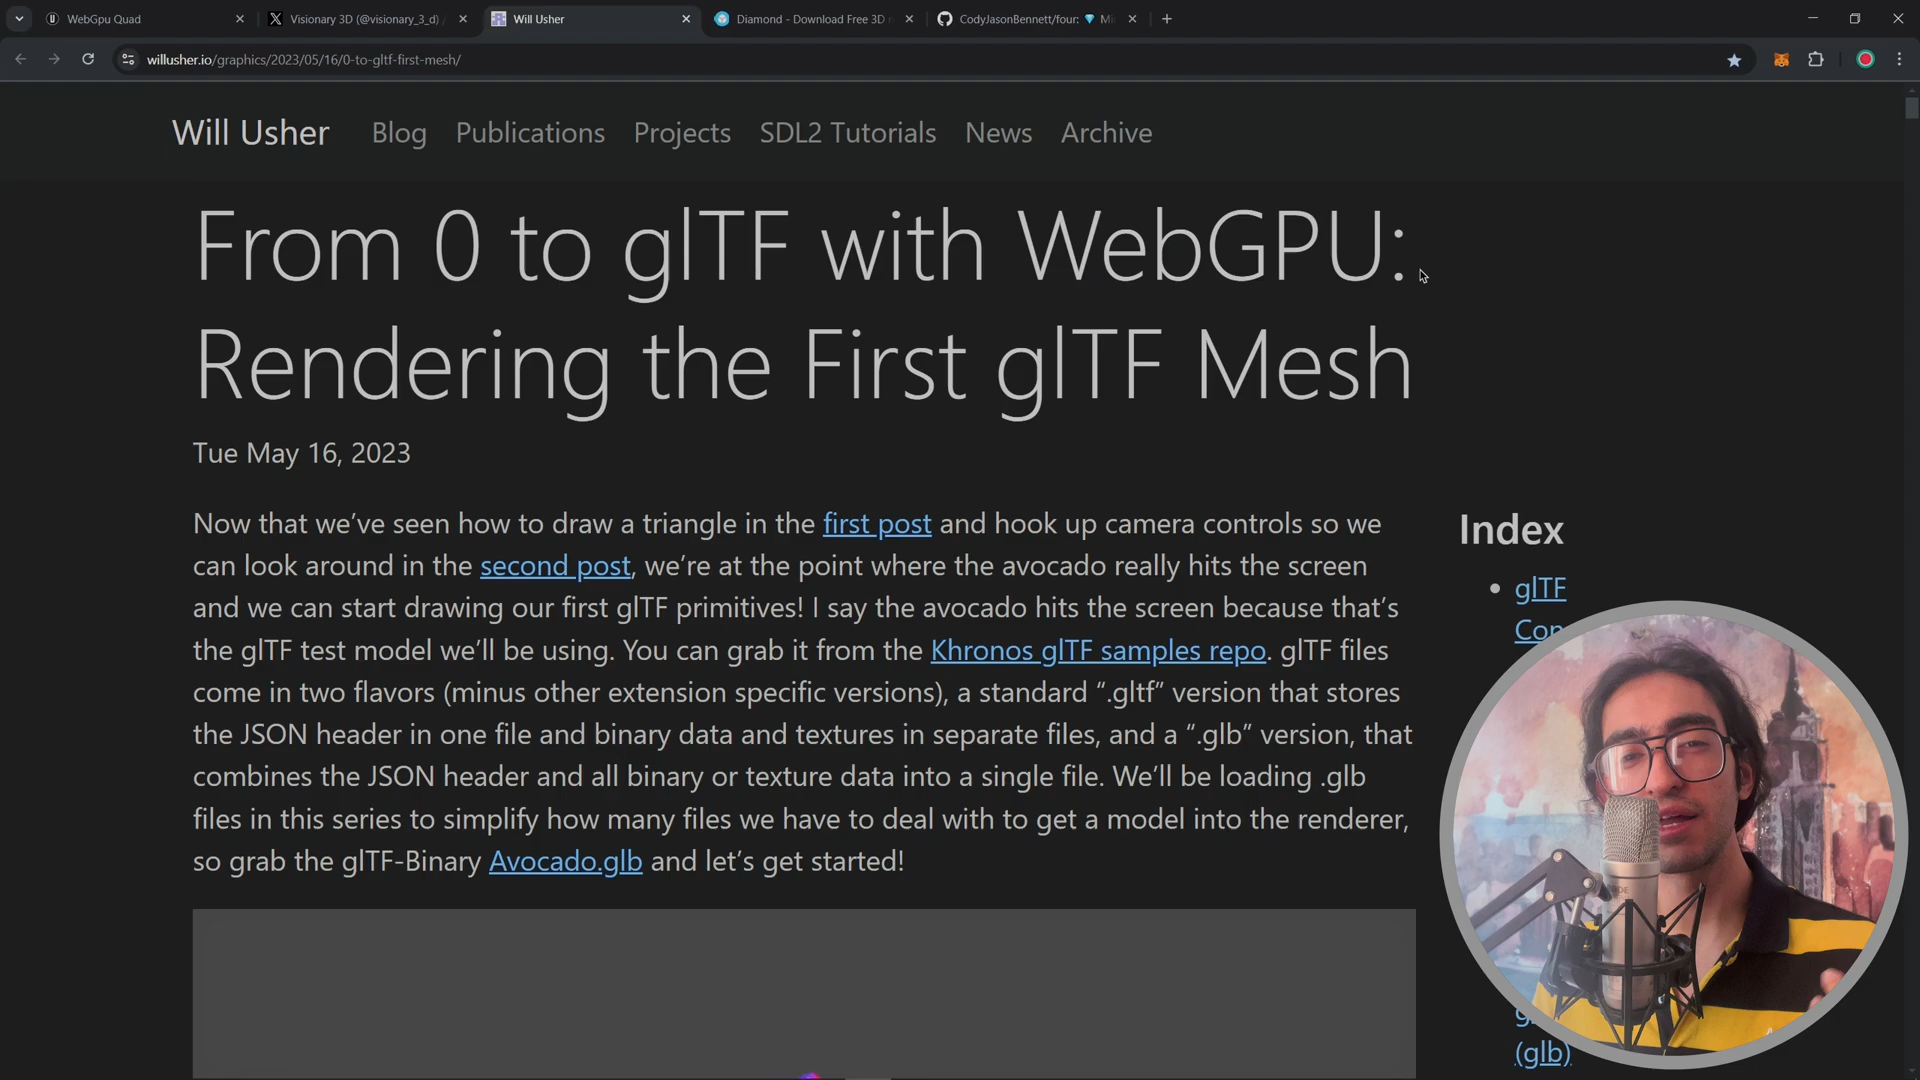 WebGpu Quad
Visionary 3D (@visionary_3_d) /
Will Usher
Diamond - Download Free 3D
CodyJasonBennett/four: 💎 Mi
willusher.io/graphics/2023/05/16/0-to-gltf-first-mesh/
Will Usher Blog Publications Projects SDL2 Tutorials News Archive
From 0 to glTF with WebGPU:
Rendering the First glTF Mesh
Tue May 16, 2023
Now that we’ve seen how to draw a triangle in the first post and hook up camera controls so we
can look around in the second post, we’re at the point where the avocado really hits the screen
and we can start drawing our first glTF primitives! I say the avocado hits the screen because that’s
the glTF test model we’ll be using. You can grab it from the Khronos glTF samples repo. glTF files
come in two flavors (minus other extension specific versions), a standard “.gltf” version that stores
the JSON header in one file and binary data and textures in separate files, and a “.glb” version, that
combines the JSON header and all binary or texture data into a single file. We’ll be loading .glb
files in this series to simplify how many files we have to deal with to get a model into the renderer,
so grab the glTF-Binary Avocado.glb and let’s get started!
Index
glTF
(glb)